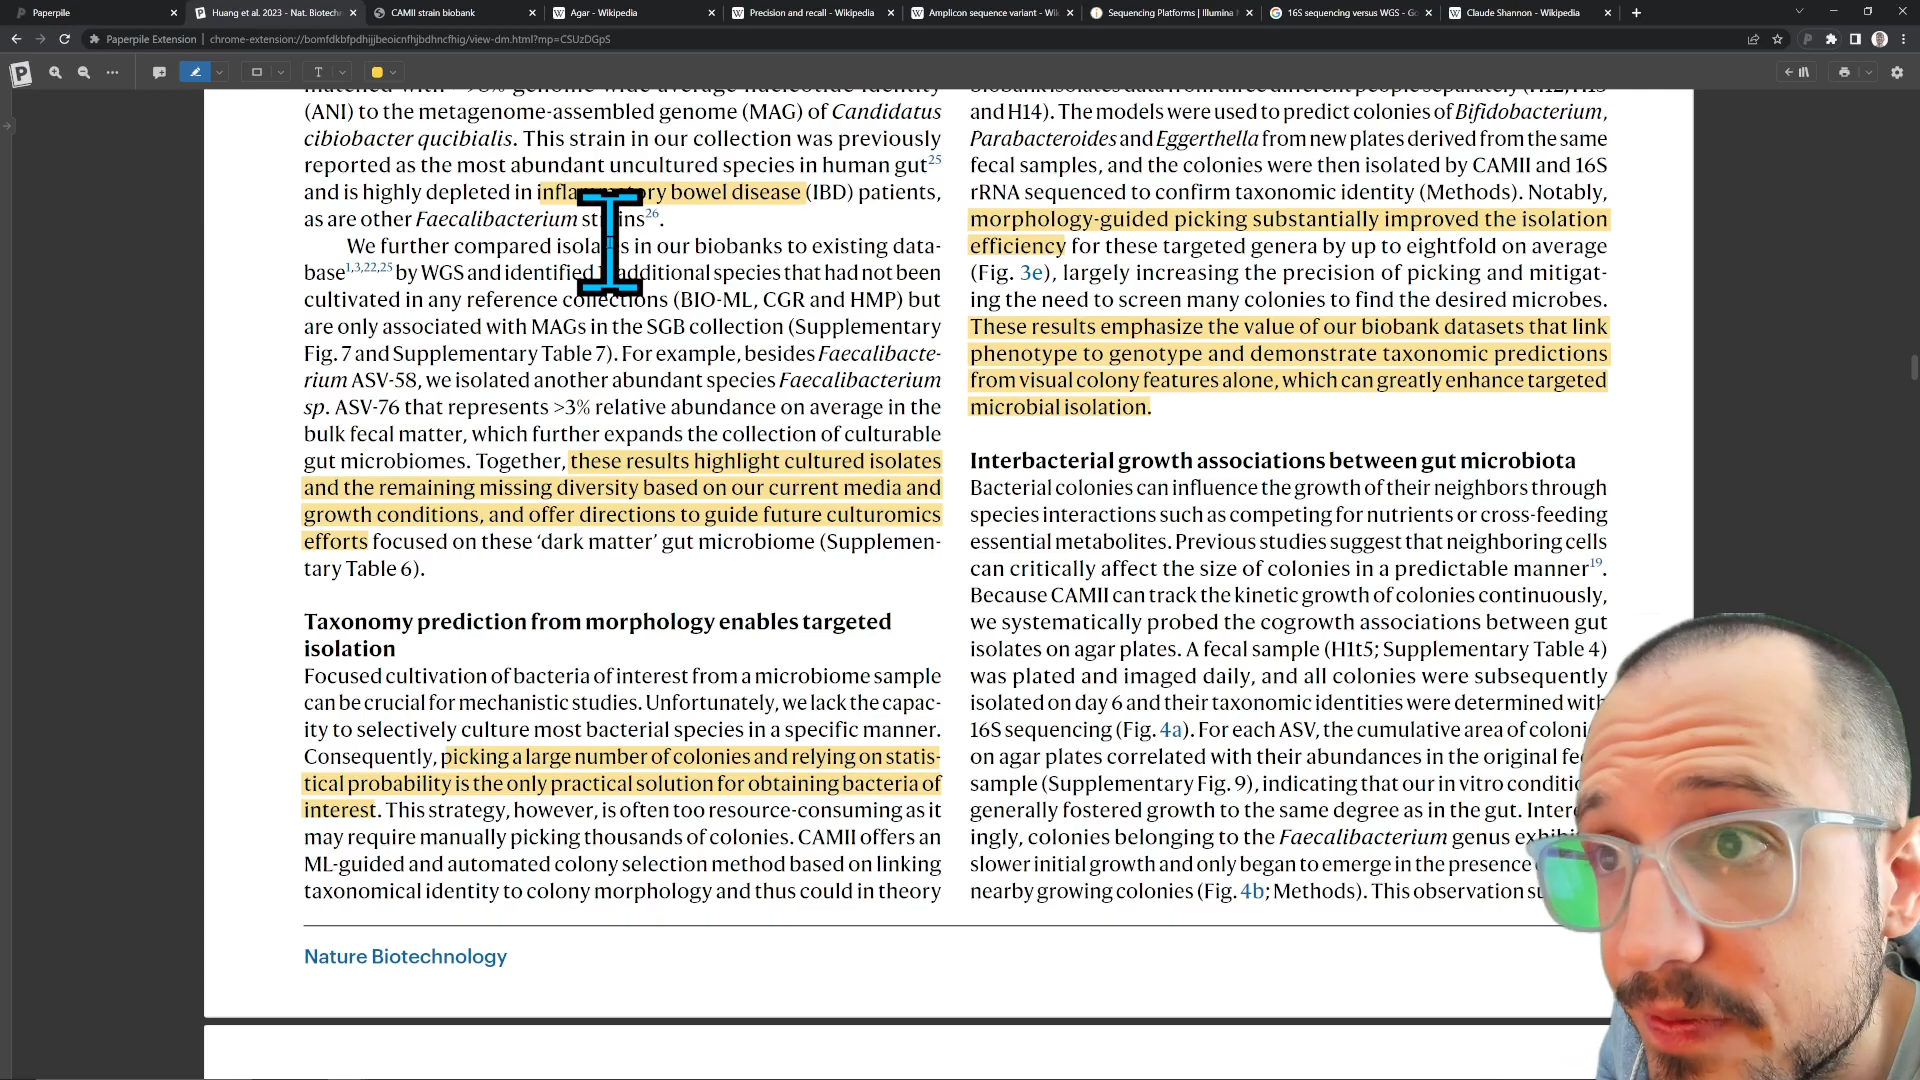 Paperpile
Huang et al. 2023 - Nat. Biotechn
CAMII strain biobank
Agar - Wikipedia
Precision and recall - Wikipedia
Amplicon sequence variant - Wi
Sequencing Platforms | Illumina
16S sequencing versus WGS - Go
Claude Shannon - Wikipedia
Paperpile Extension
chrome-extension://bomfdkbfpdhijjbeoicnfhjbdhncfhig/view-dm.html?mp=CSUzDGpS
(ANI) to the metagenome-assembled genome (MAG) of Candidatus
cibiobacter qucibialis. This strain in our collection was previously
reported as the most abundant uncultured species in human gut25
and is highly depleted in inflammatory bowel disease (IBD) patients,
as are other Faecalibacterium strains26.
We further compared isolates in our biobanks to existing data-
base1,3,22,25 by WGS and identified additional species that had not been
cultivated in any reference collections (BIO-ML, CGR and HMP) but
are only associated with MAGs in the SGB collection (Supplementary
Fig. 7 and Supplementary Table 7). For example, besides Faecalibacte-
rium ASV-58, we isolated another abundant species Faecalibacterium
sp. ASV-76 that represents >3% relative abundance on average in the
bulk fecal matter, which further expands the collection of culturable
gut microbiomes. Together, these results highlight cultured isolates
and the remaining missing diversity based on our current media and
growth conditions, and offer directions to guide future culturomics
efforts focused on these ‘dark matter’ gut microbiome (Supplemen-
tary Table 6).
Taxonomy prediction from morphology enables targeted
isolation
Focused cultivation of bacteria of interest from a microbiome sample
can be crucial for mechanistic studies. Unfortunately, we lack the capac-
ity to selectively culture most bacterial species in a specific manner.
Consequently, picking a large number of colonies and relying on statis-
tical probability is the only practical solution for obtaining bacteria of
interest. This strategy, however, is often too resource-consuming as it
may require manually picking thousands of colonies. CAMII offers an
ML-guided and automated colony selection method based on linking
taxonomical identity to colony morphology and thus could in theory
and H14). The models were used to predict colonies of Bifidobacterium,
Parabacteroides and Eggerthella from new plates derived from the same
fecal samples, and the colonies were then isolated by CAMII and 16S
rRNA sequenced to confirm taxonomic identity (Methods). Notably,
morphology-guided picking substantially improved the isolation
efficiency for these targeted genera by up to eightfold on average
(Fig. 3e), largely increasing the precision of picking and mitigat-
ing the need to screen many colonies to find the desired microbes.
These results emphasize the value of our biobank datasets that link
phenotype to genotype and demonstrate taxonomic predictions
from visual colony features alone, which can greatly enhance targeted
microbial isolation.
Interbacterial growth associations between gut microbiota
Bacterial colonies can influence the growth of their neighbors through
species interactions such as competing for nutrients or cross-feeding
essential metabolites. Previous studies suggest that neighboring cells
can critically affect the size of colonies in a predictable manner19.
Because CAMII can track the kinetic growth of colonies continuously,
we systematically probed the cogrowth associations between gut
isolates on agar plates. A fecal sample (H1t5; Supplementary Table 4)
was plated and imaged daily, and all colonies were subsequently
isolated on day 6 and their taxonomic identities were determined with
16S sequencing (Fig. 4a). For each ASV, the cumulative area of coloni
on agar plates correlated with their abundances in the original fe
sample (Supplementary Fig. 9), indicating that our in vitro conditio
generally fostered growth to the same degree as in the gut. Inter
ingly, colonies belonging to the Faecalibacterium genus exhibi
slower initial growth and only began to emerge in the presence
nearby growing colonies (Fig. 4b; Methods). This observation su
Nature Biotechnology